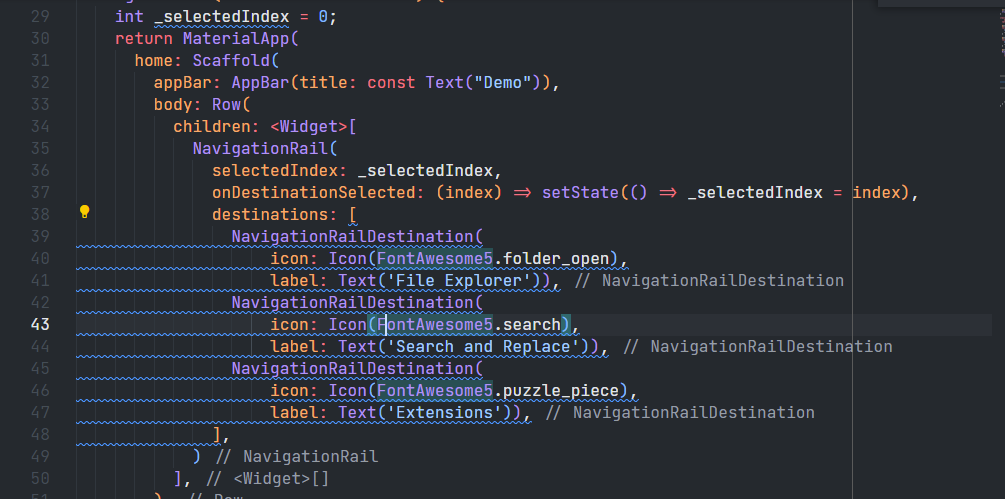 29 int _selectedIndex = 0;
30 return MaterialApp(
31 home: Scaffold(
32 appBar: AppBar(title: const Text("Demo")),
33 body: Row(
34 children: <Widget>[
35 NavigationRail(
36 selectedIndex: _selectedIndex,
37 onDestinationSelected: (index) => setState(() => _selectedIndex = index),
38 destinations: [
39 NavigationRailDestination(
40 icon: Icon(FontAwesome5.folder_open),
41 label: Text('File Explorer')), // NavigationRailDestination
42 NavigationRailDestination(
43 icon: Icon(FontAwesome5.search),
44 label: Text('Search and Replace')), // NavigationRailDestination
45 NavigationRailDestination(
46 icon: Icon(FontAwesome5.puzzle_piece),
47 label: Text('Extensions')), // NavigationRailDestination
48 ],
49 ) // NavigationRail
50 ], // <Widget>[]